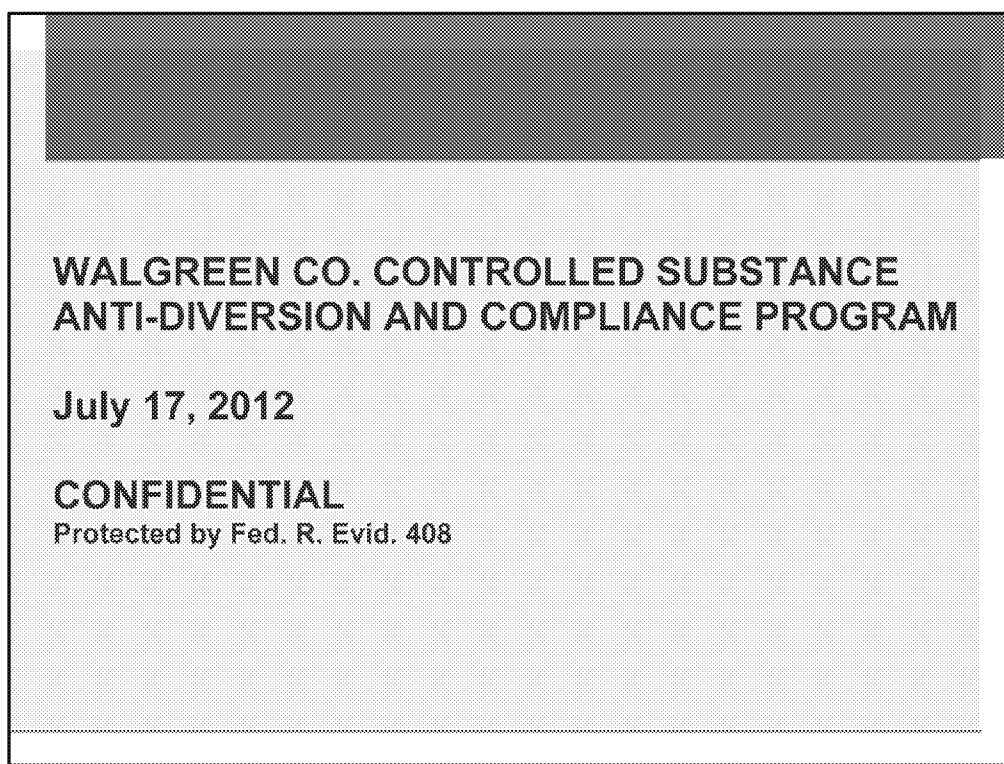 WALGREEN CO. CONTROLLED SUBSTANCE
ANTI-DIVERSION AND COMPLIANCE PROGRAM
July 17, 2012
CONFIDENTIAL
Protected by Fed. R. Evid. 408